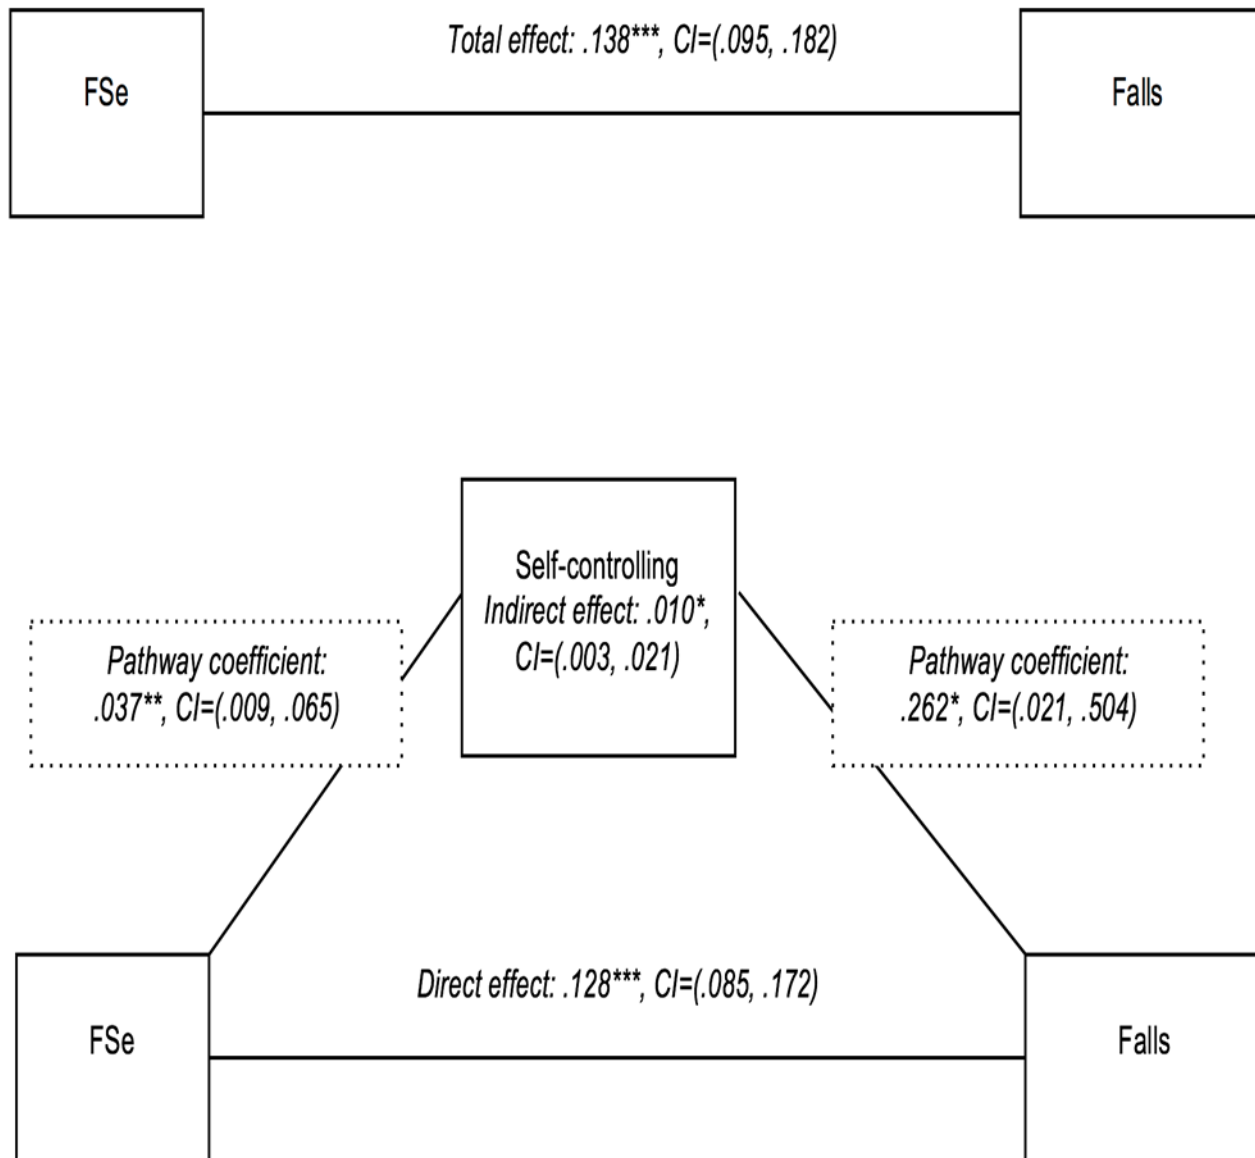 Total effect: .138***, CI=(.095, .182)
FSe
Falls
Self-controlling
Indirect effect: .010*,
CI=(.003, .021)
Pathway coefficient:
.037**, CI=(.009, .065)
Pathway coefficient:
.262*, CI=(.021, .504)
Direct effect: .128***, CI=(.085, .172)
FSe
Falls